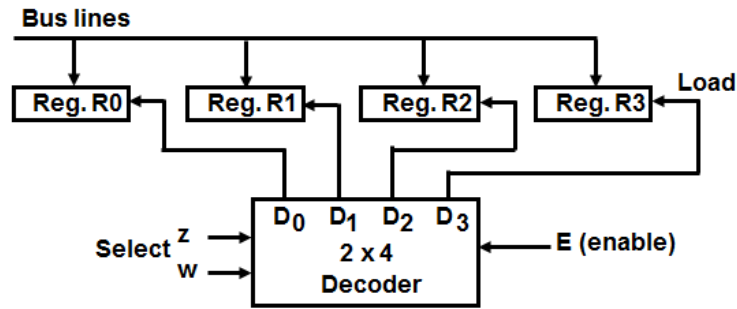 Bus lines
Reg. R0 Reg. R1 Reg. R2 Reg. R3 Load
D0 D1 D2 D3
Select z
w
2 x 4
Decoder
E (enable)